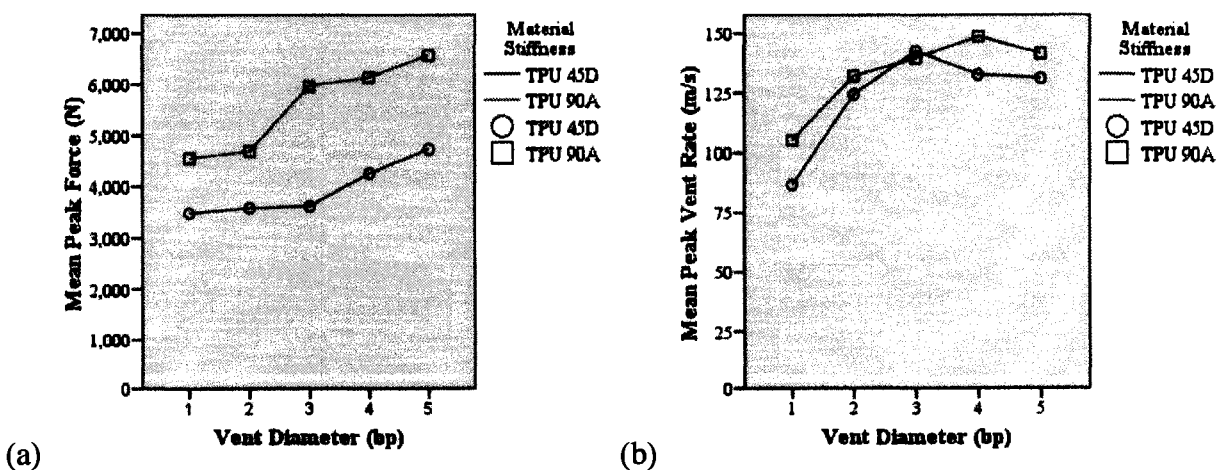 7,000
6,000
5,000
4,000
3,000
2,000
1,000
0
Mean Peak Force (N)
1 2 3 4 5
Vent Diameter (bp)
Material
Stiffness
TPU 45D
TPU 90A
TPU 45D
TPU 90A
(a)
150
125
100
75
50
25
0
Mean Peak Vent Rate (m/s)
1 2 3 4 5
Vent Diameter (bp)
Material
Stiffness
TPU 45D
TPU 90A
TPU 45D
TPU 90A
(b)